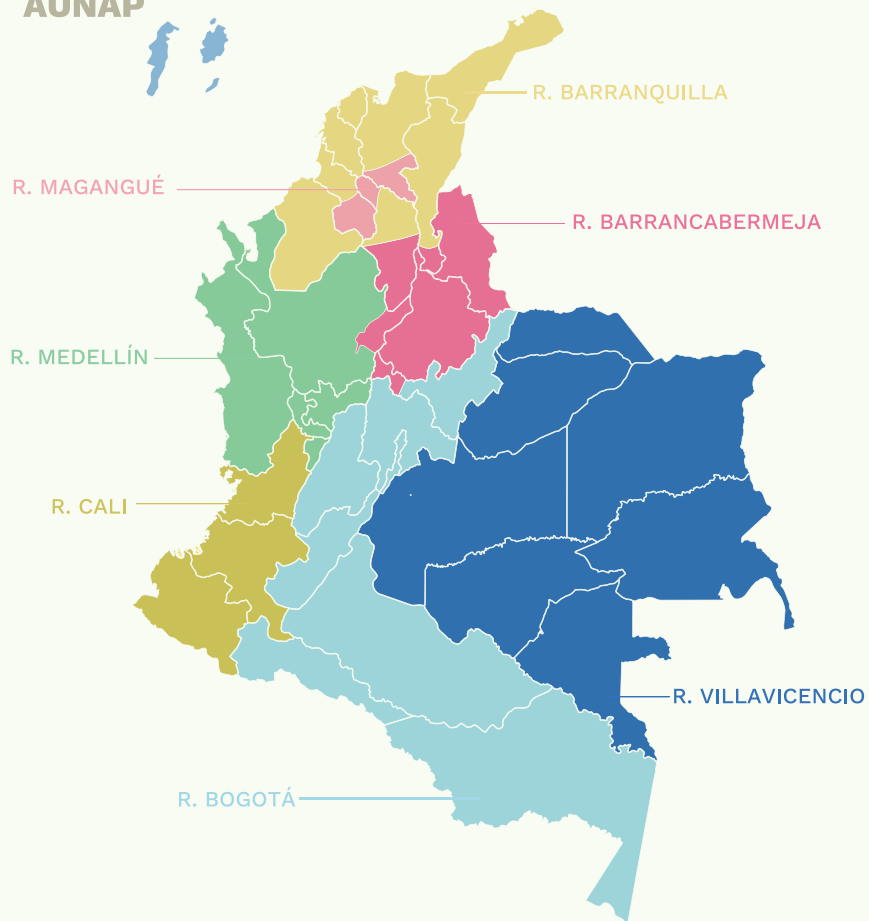 AUNAP
R. BARRANQUILLA
R. MAGANGUÉ
R. BARRANCABERMEJA
R. MEDELLÍN
R. CALI
R. VILLAVICENCIO
R. BOGOTÁ